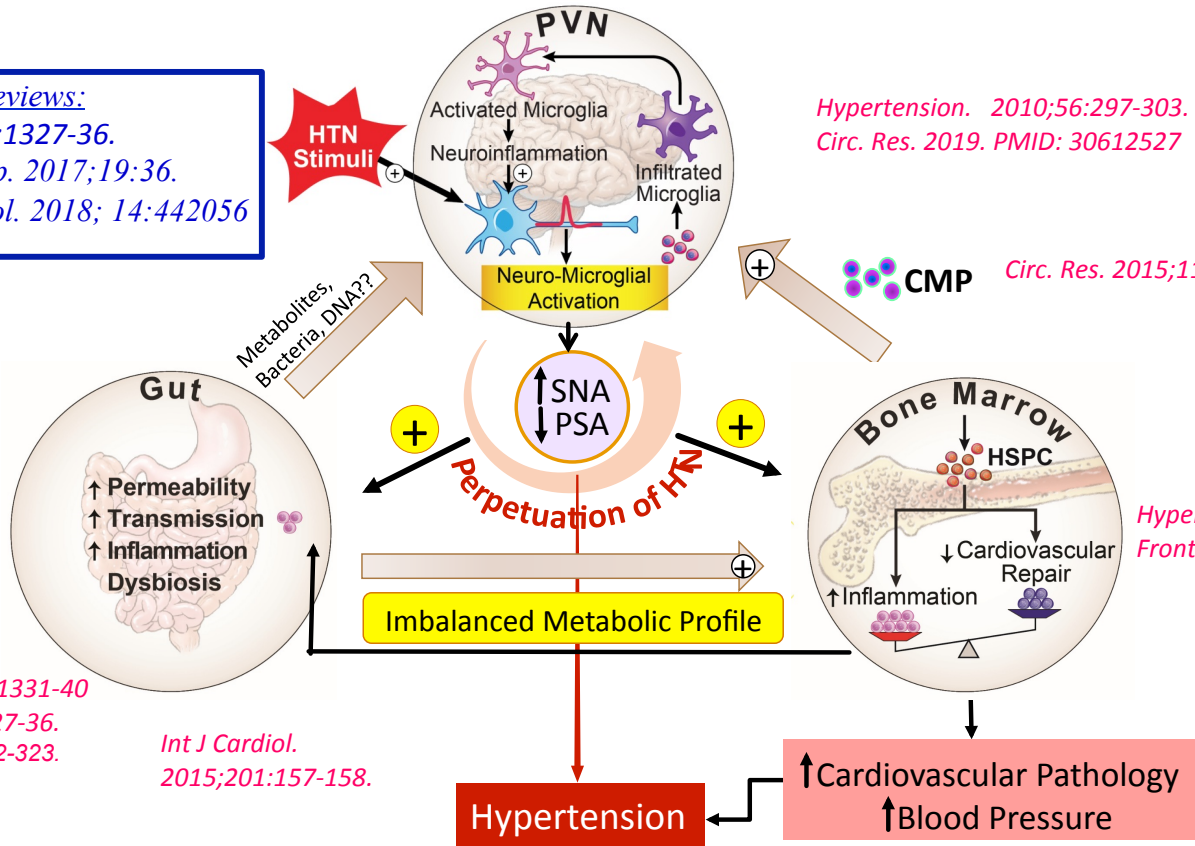 PVN
Activated Microglia
Neuroinflammation
+
Infiltrated
Microglia
Neuro-Microglial
Activation
HTN
Stimuli
+
eviews:
:1327-36.
p. 2017;19:36.
ol. 2018; 14:442056
Hypertension. 2010;56:297-303.
Circ. Res. 2019. PMID: 30612527
+
CMP
Circ. Res. 2015;11
Metabolites,
Bacteria, DNA??
↑ SNA
↓ PSA
+
+
Perpetuation of HTN
Gut
↑ Permeability
↑ Transmission
↑ Inflammation
Dysbiosis
Bone Marrow
HSPC
↓ Cardiovascular
Repair
↑ Inflammation
Hyper
Front
+
Imbalanced Metabolic Profile
1331-40
27-36.
2-323.
Int J Cardiol.
2015;201:157-158.
Hypertension
↑Cardiovascular Pathology
↑Blood Pressure